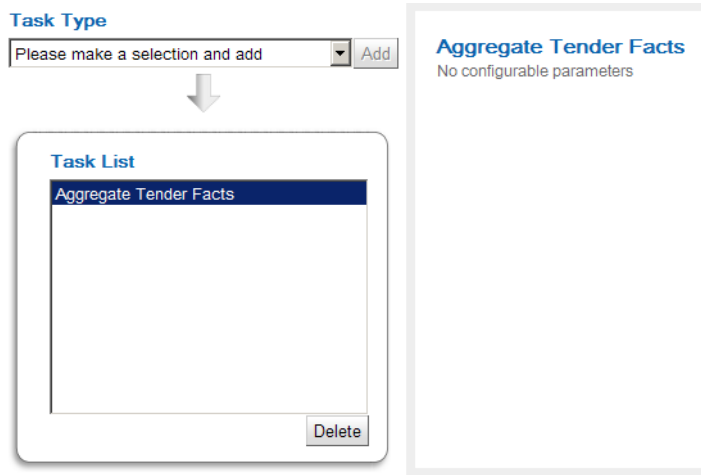 Task Type
Please make a selection and add
Add
Task List
Aggregate Tender Facts
Delete
Aggregate Tender Facts
No configurable parameters